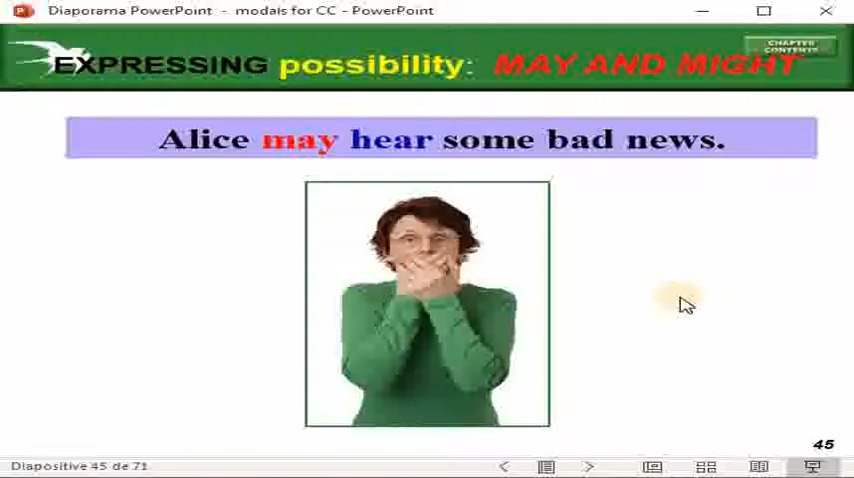 Diaporama PowerPoint - modals for CC - PowerPoint
CHAPTER
CONTENTS
EXPRESSING possibility: MAY AND MIGHT
Alice may hear some bad news.
45
Diapositive 45 de 71